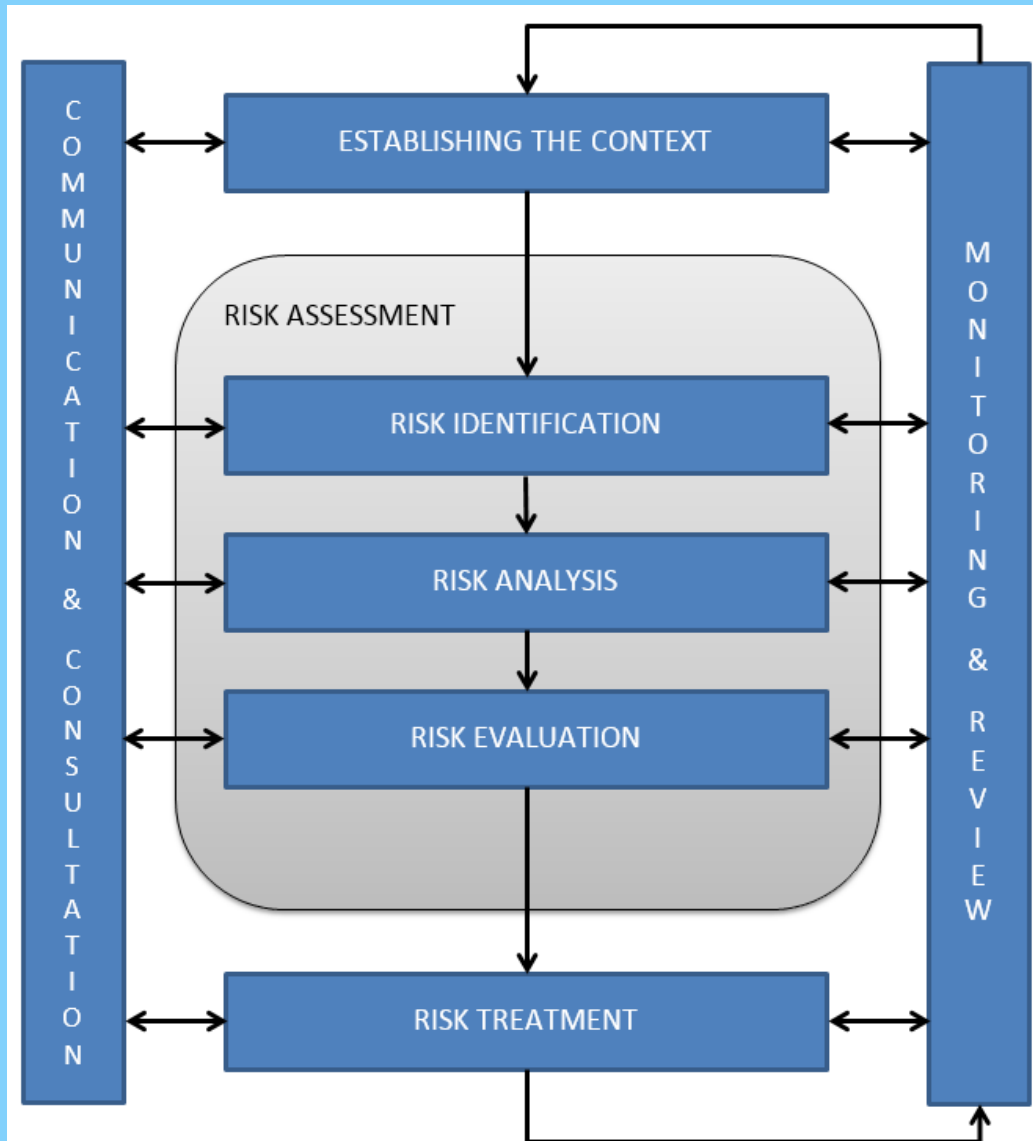 COMMUNICATION & CONSULTATION
ESTABLISHING THE CONTEXT
RISK ASSESSMENT
RISK IDENTIFICATION
RISK ANALYSIS
RISK EVALUATION
RISK TREATMENT
MONITORING & REVIEW